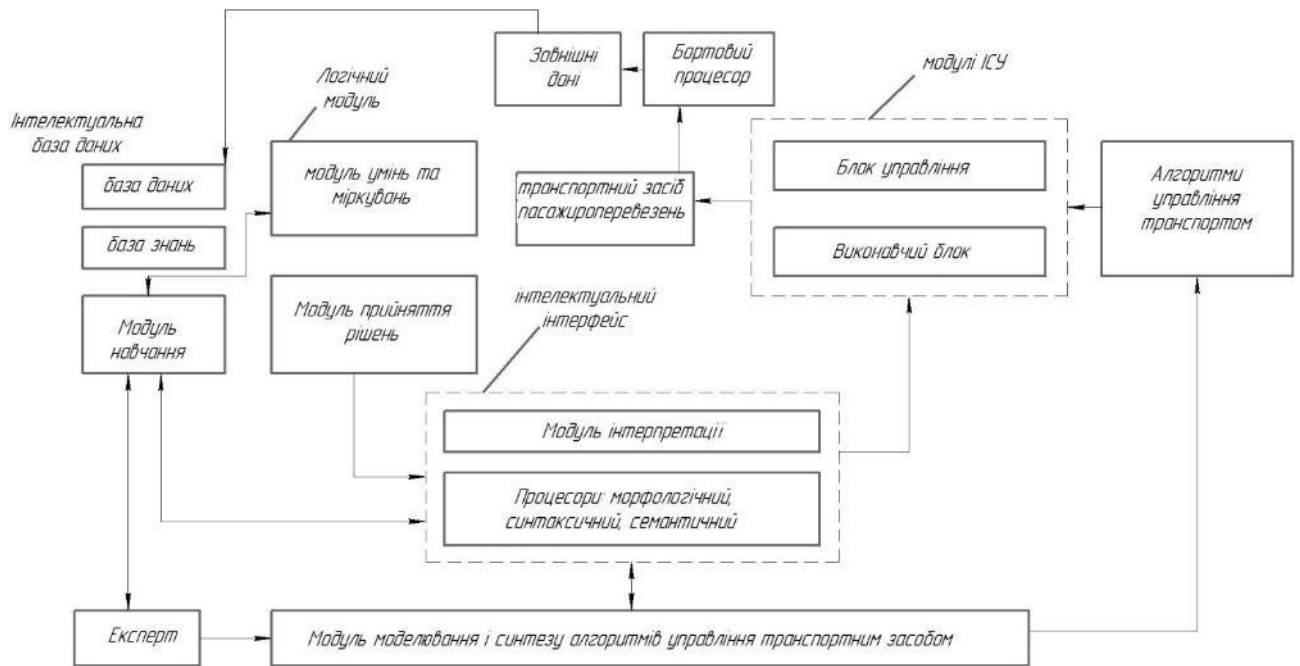 Зовнішні
дані
Бортовий
процесор
модулі ІСУ
Логічний
модуль
Інтелектуальна
база даних
база даних
модуль умінь та
міркувань
транспортний засіб
пасажироперевезень
Блок управління
Алгоритми
управління
транспортом
база знань
Виконавчий блок
Модуль
навчання
Модуль прийняття
рішень
інтелектуальний
інтерфейс
Модуль інтерпретації
Процесори: морфологічний,
синтаксичний, семантичний
Експерт
Модуль моделювання і синтезу алгоритмів управління транспортним засобом